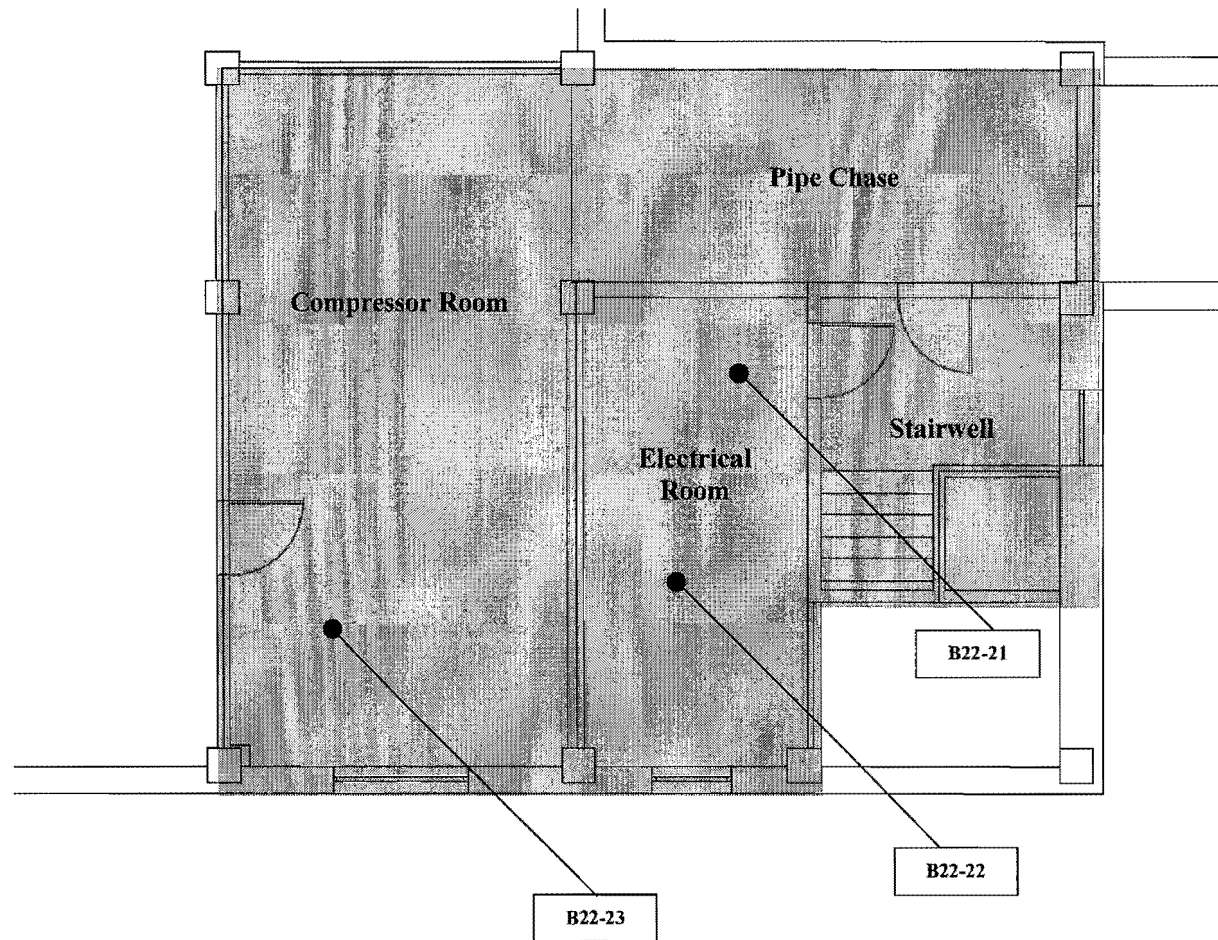 Pipe Chase
Compressor Room
Stairwell
Electrical
Room
B22-21
B22-22
B22-23